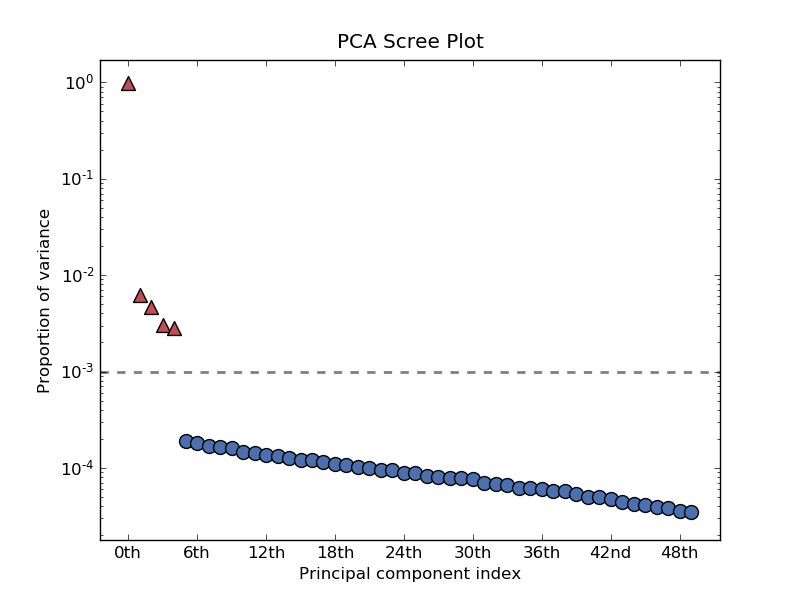 PCA Scree Plot
Proportion of variance
10^0
10^-1
10^-2
10^-3
10^-4
0th 6th 12th 18th 24th 30th 36th 42nd 48th
Principal component index